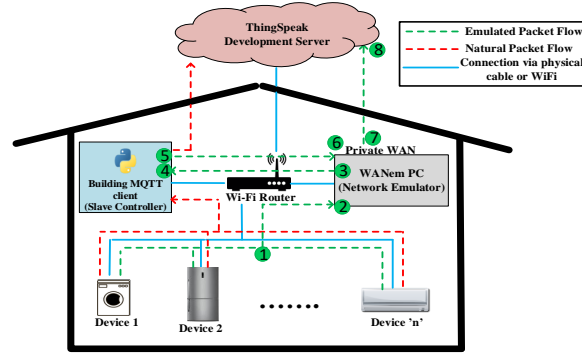 ThingSpeak
Development Server
8
Emulated Packet Flow
Natural Packet Flow
Connection via physical
cable or WiFi
5
4
Building MQTT
client
(Slave Controller)
6
7
Private WAN
3
WANem PC
(Network Emulator)
2
Wi-Fi Router
1
Device 1
Device 2
Device 'n'